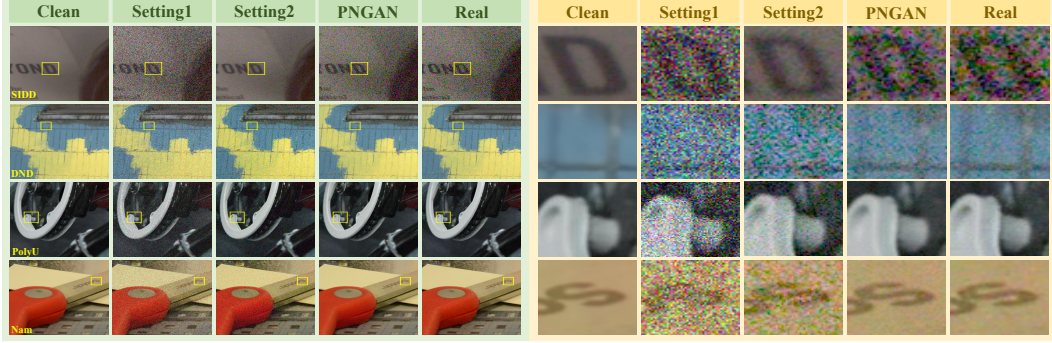 Clean Setting1 Setting2 PNGAN Real Clean Setting1 Setting2 PNGAN Real
SIDD
DND
PolyU
Nam